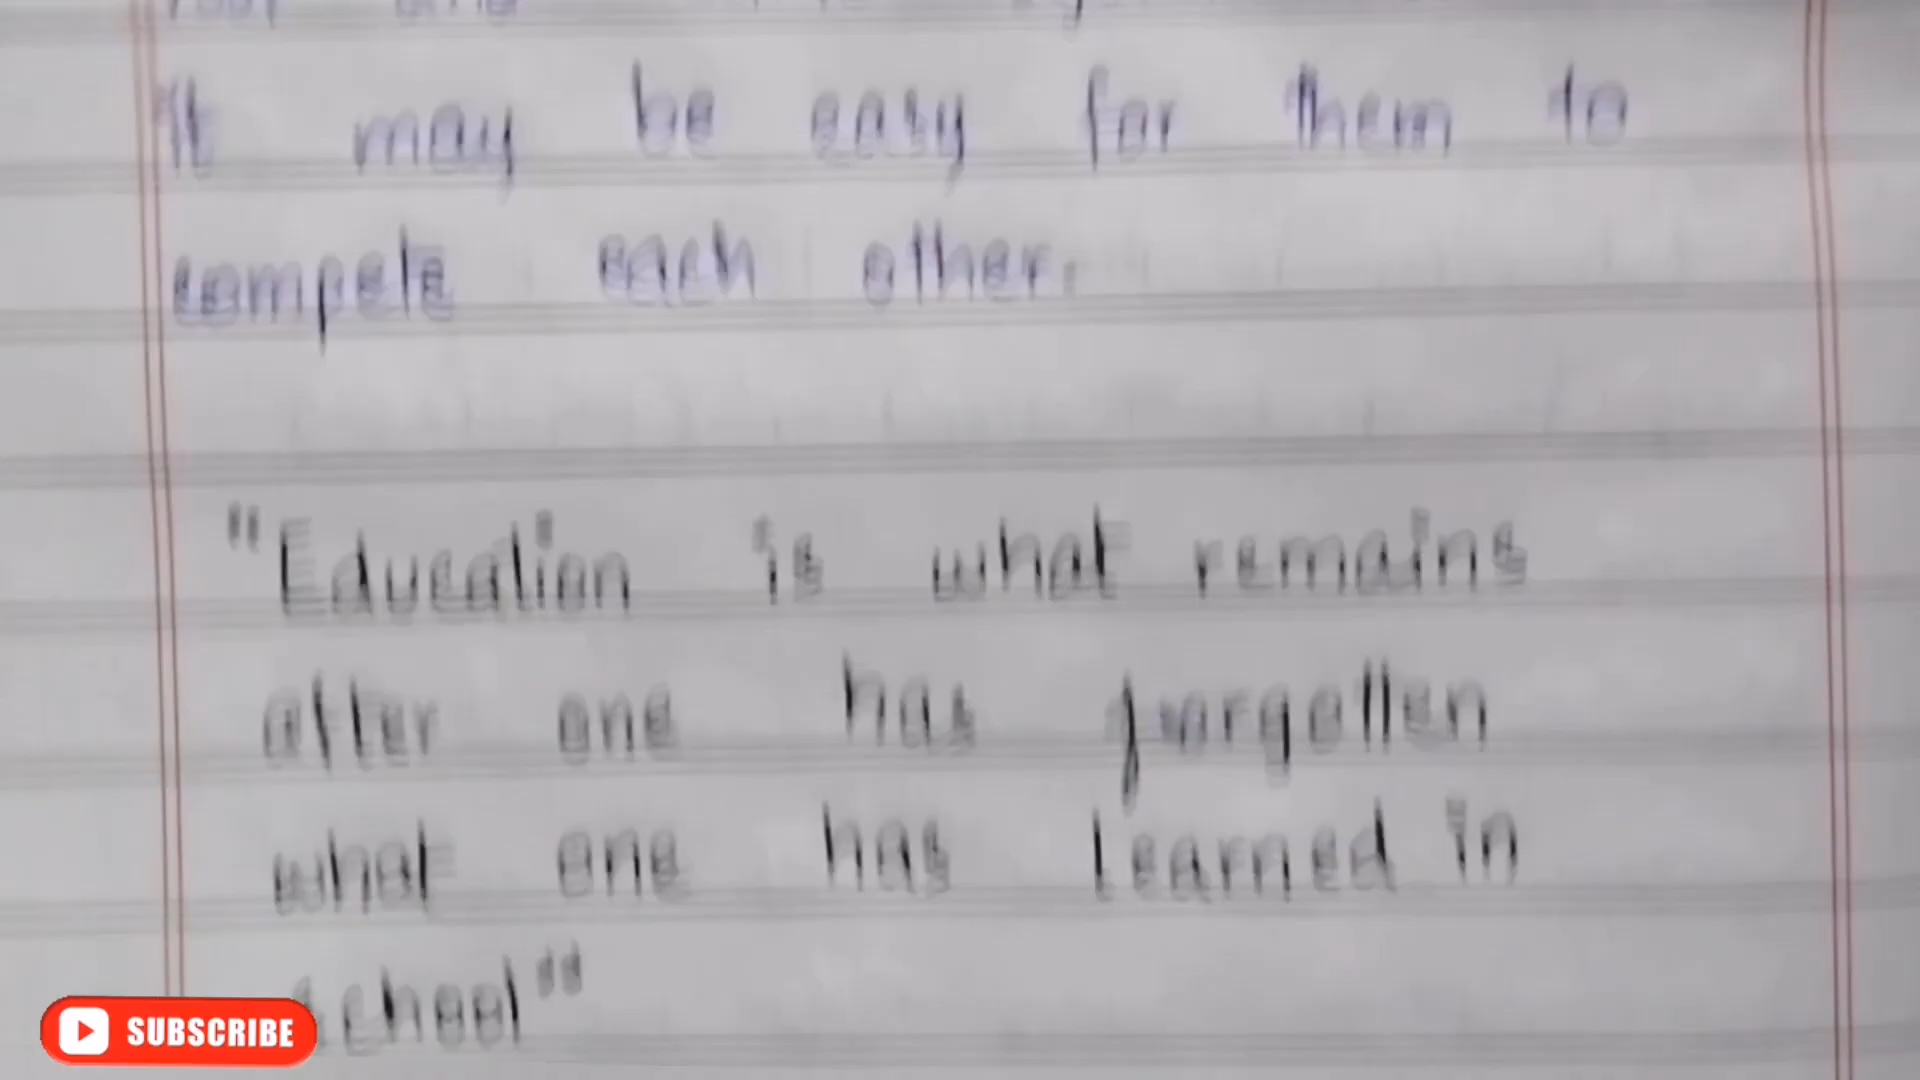 It may be easy for them to
compete each other.
"Education is what remains
after one has forgotten
what one has learned in
school"
SUBSCRIBE